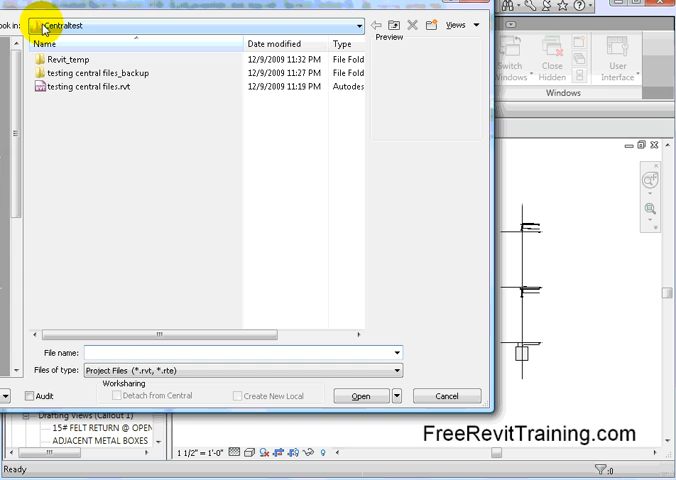 ook in:
Centraltest
Views
Name
Date modified
Type
Preview
Revit_temp
12/9/2009 11:32 PM
File Fold
testing central files_backup
12/9/2009 11:27 PM
File Fold
testing central files.rvt
12/9/2009 11:19 PM
Autodes
File name:
Files of type:
Project Files (*.rvt, *.rte)
Worksharing
Audit
Detach from Central
Create New Local
Open
Cancel
Switch
Windows
Close
Hidden
User
Interface
Windows
Drafting Views (Callout 1)
15# FELT RETURN @ OPEN
ADJACENT METAL BOXES
FreeRevitTraining.com
1 1/2" = 1'-0"
Ready
:0